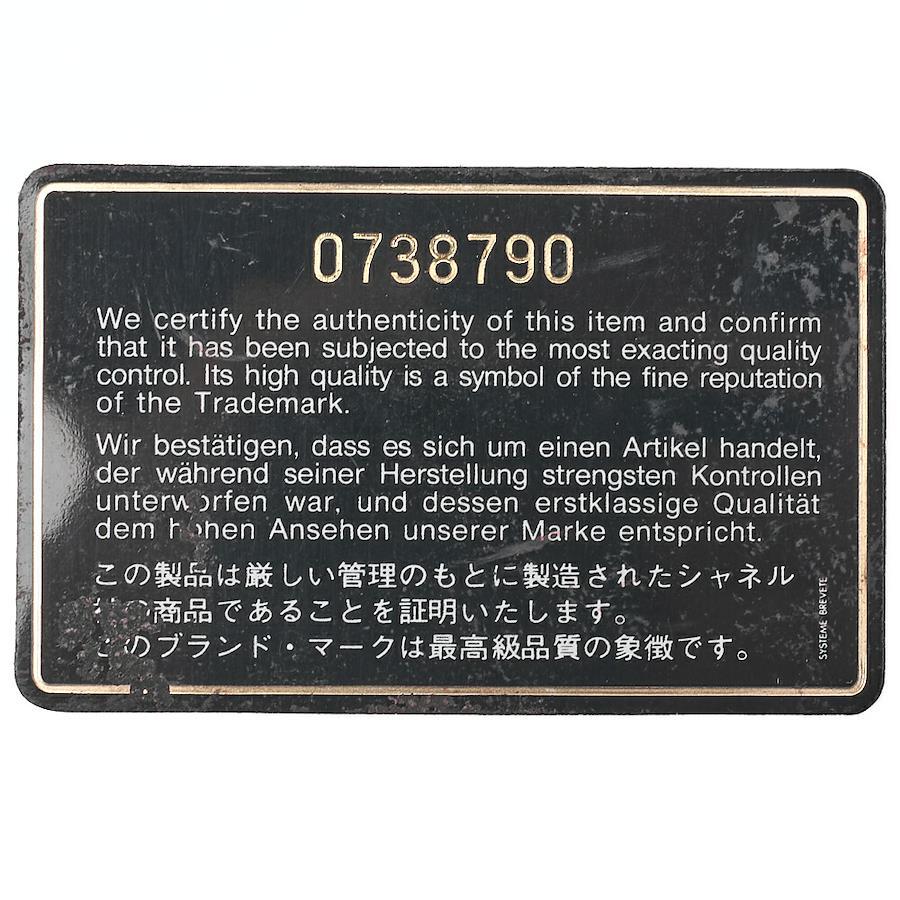 0738790
We certify the authenticity of this item and confirm
that it has been subjected to the most exacting quality
control. Its high quality is a symbol of the fine reputation
of the Trademark.
Wir bestätigen, dass es sich um einen Artikel handelt,
der während seiner Herstellung strengsten Kontrollen
unterworfen war, und dessen erstklassige Qualität
dem hohen Ansehen unserer Marke entspricht.
この製品は厳しい管理のもとに製造されたシャネル
商品であることを証明いたします。
このブランド・マークは最高級品質の象徴です。
SYSTEME BREVETE